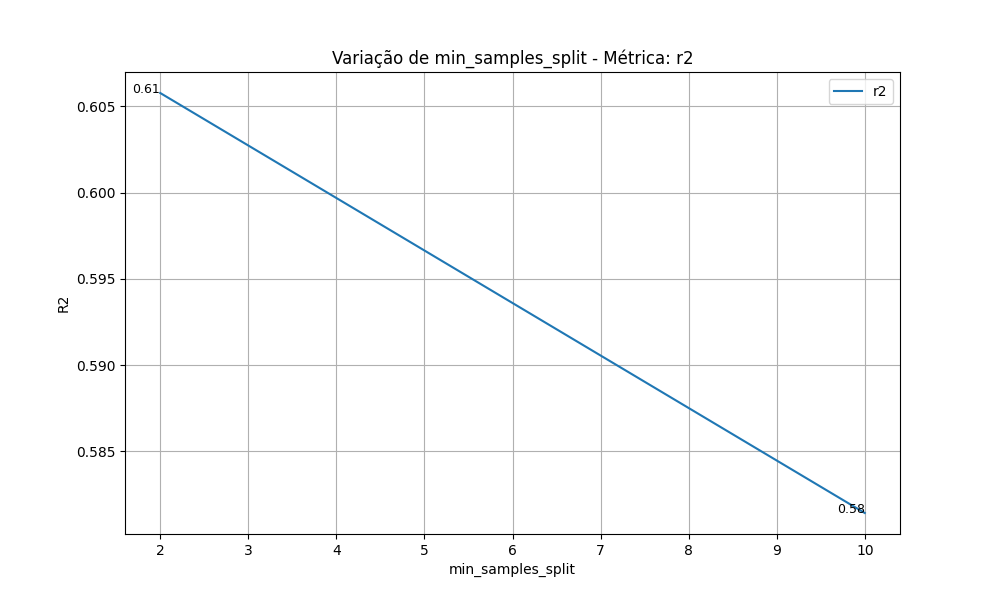 Variação de min_samples_split - Métrica: r2
r2
0.61
0.605
0.600
0.595
0.590
0.585
0.58
R2
2 3 4 5 6 7 8 9 10
min_samples_split